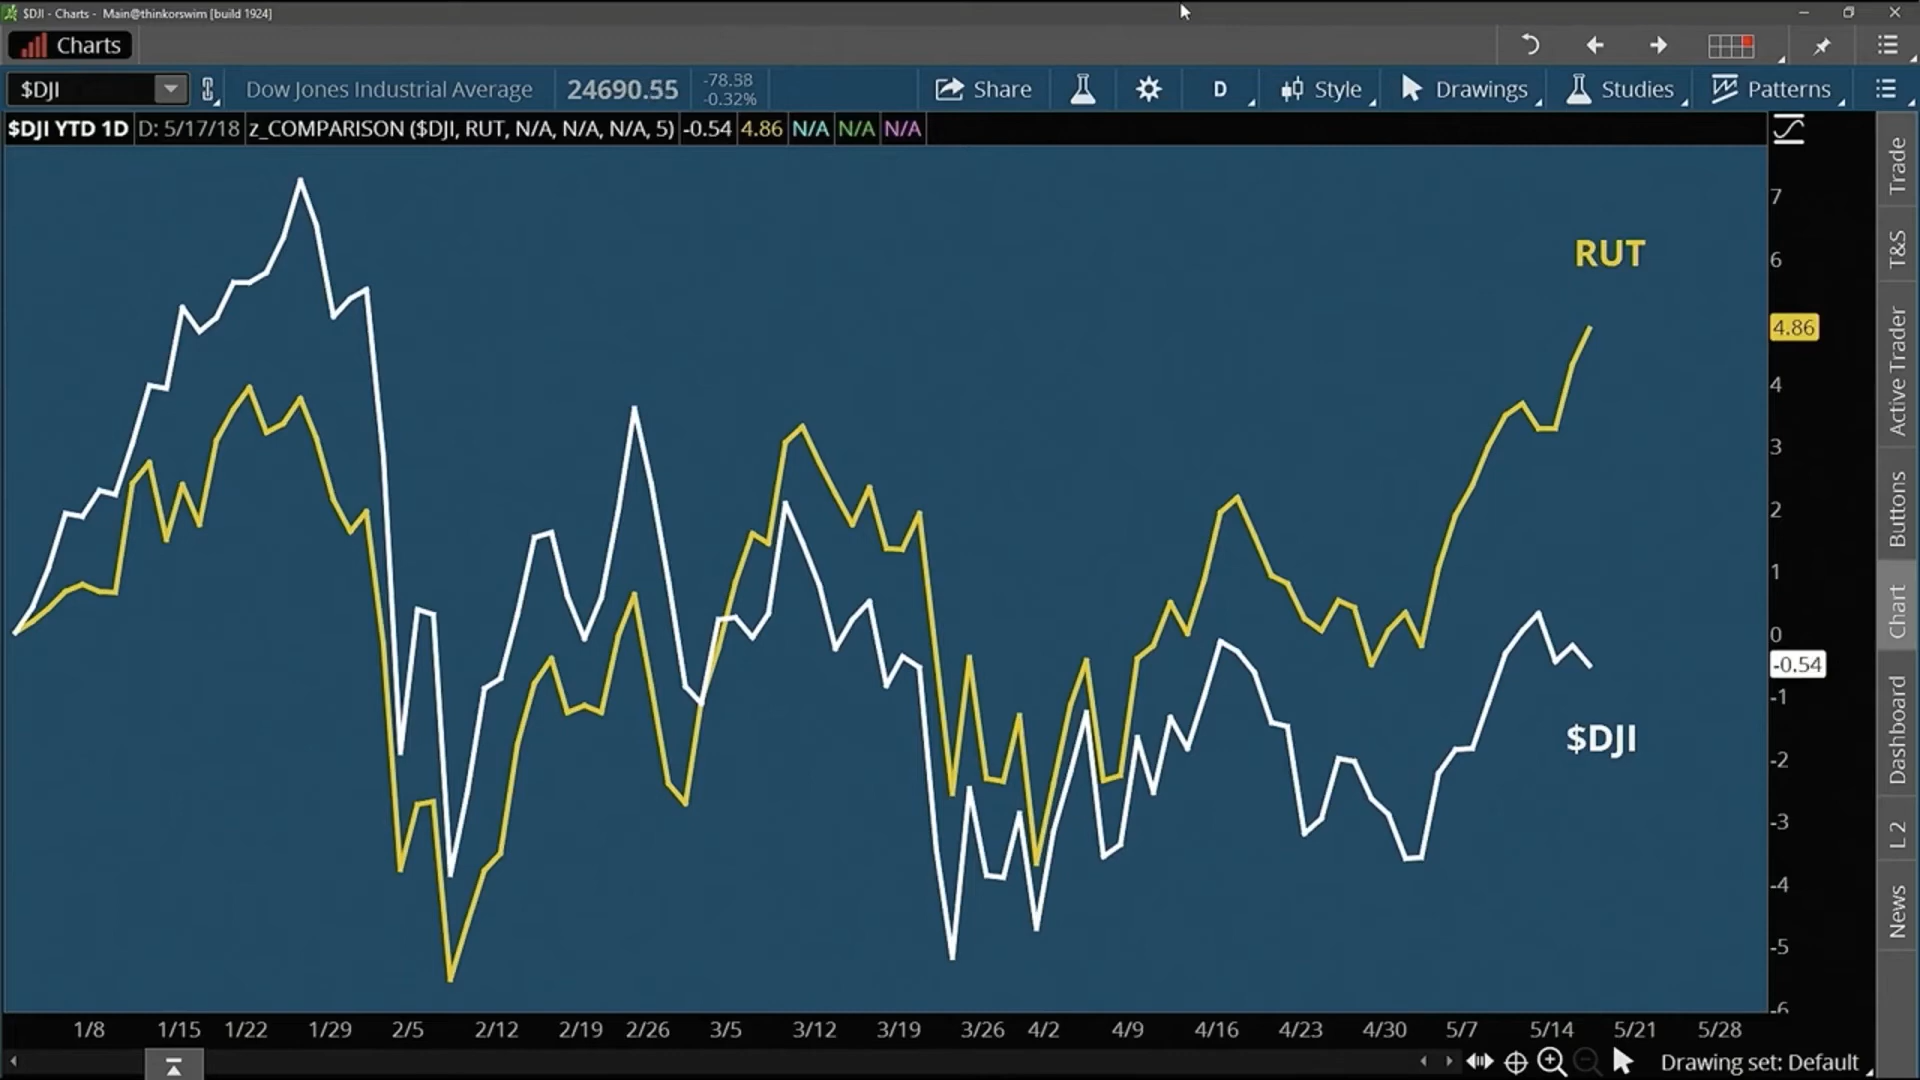 $DJI - Charts - Main@thinkorswim [build 1924]
Charts
$DJI
Dow Jones Industrial Average
24690.55
-78.38
-0.32%
Share
D
Style
Drawings
Studies
Patterns
$DJI YTD 1D
D: 5/17/18
z_COMPARISON ($DJI, RUT, N/A, N/A, N/A, 5)
-0.54
4.86
N/A
N/A
N/A
7
6
4.86
4
3
2
1
0
-0.54
-1
-2
-3
-4
-5
-6
RUT
$DJI
1/8
1/15
1/22
1/29
2/5
2/12
2/19
2/26
3/5
3/12
3/19
3/26
4/2
4/9
4/16
4/23
4/30
5/7
5/14
5/21
5/28
Trade
T&S
Active Trader
Buttons
Chart
Dashboard
L 2
News
Drawing set: Default